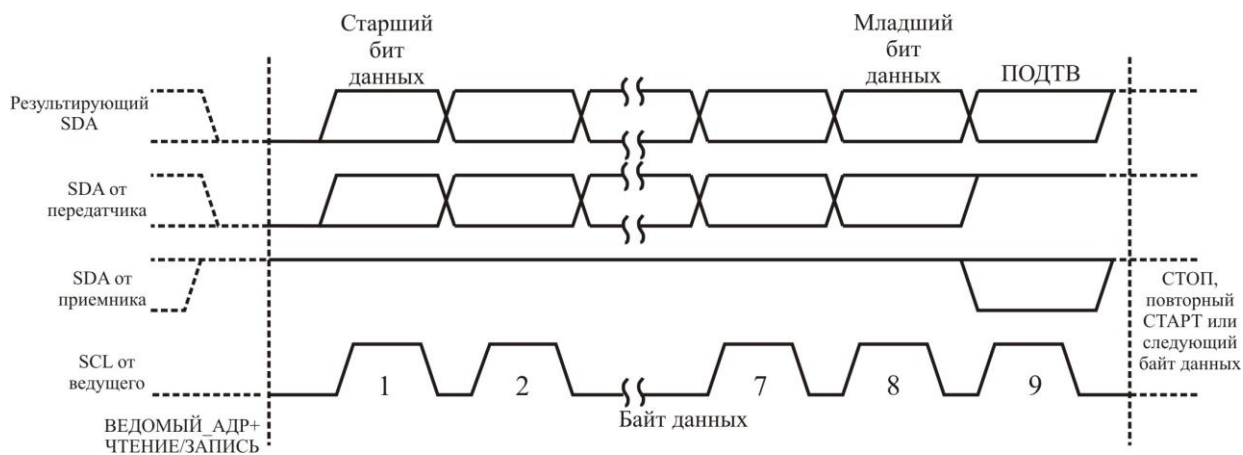 Старший
бит
данных
Младший
бит
данных
ПОДТВ
Результирующий
SDA
SDA от
передатчика
SDA от
приемника
СТОП,
повторный
СТАРТ или
следующий
байт данных
SCL от
ведущего
1
2
7
8
9
Байт данных
ВЕДОМЫЙ_АДР+
ЧТЕНИЕ/ЗАПИСЬ